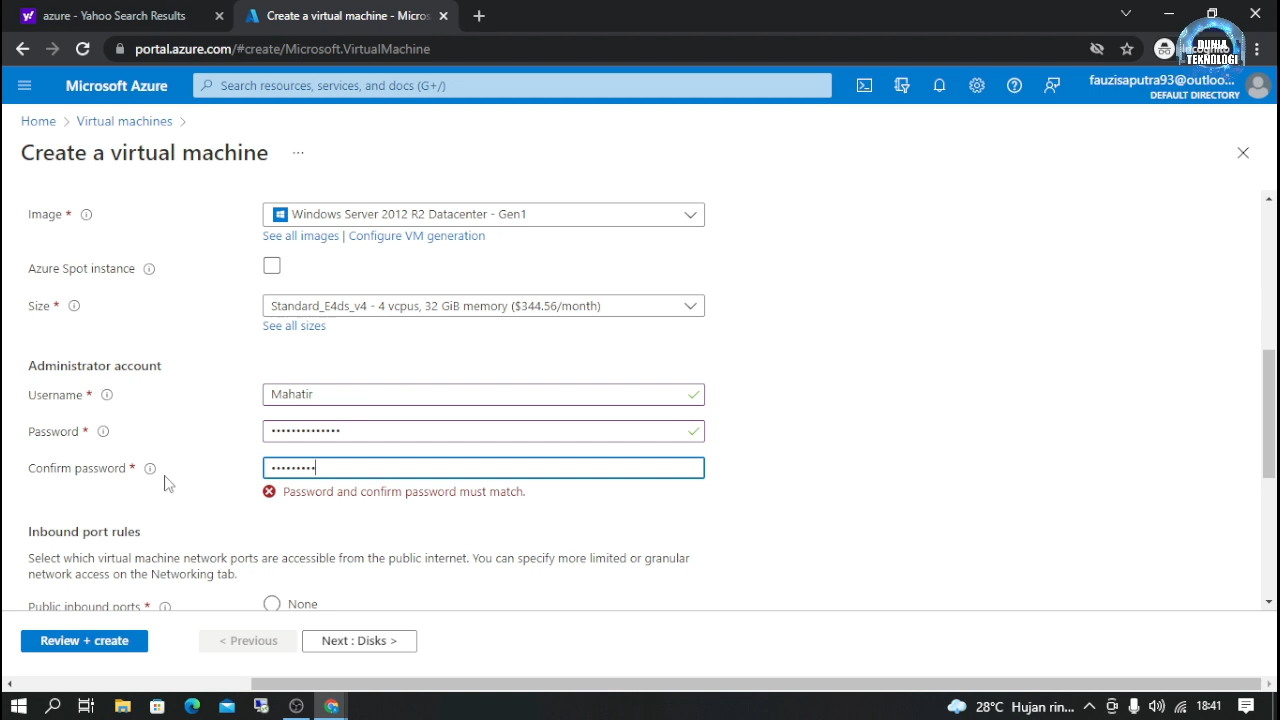 azure - Yahoo Search Results
Create a virtual machine - Micros
portal.azure.com/#create/Microsoft.VirtualMachine
DUNIA
TEKNOLOGI
Microsoft Azure
Search resources, services, and docs (G+/)
fauzisaputra93@outloo...
DEFAULT DIRECTORY
Home > Virtual machines >
Create a virtual machine ...
Image *
Windows Server 2012 R2 Datacenter - Gen1
See all images | Configure VM generation
Azure Spot instance
Size *
Standard_E4ds_v4 - 4 vcpus, 32 GiB memory ($344.56/month)
See all sizes
Administrator account
Username *
Mahatir
Password *
••••••••••••••
Confirm password *
•••••••••
Password and confirm password must match.
Inbound port rules
Select which virtual machine network ports are accessible from the public internet. You can specify more limited or granular
network access on the Networking tab.
Public inbound ports *
None
Review + create
< Previous
Next : Disks >
28°C Hujan rin...
18:41